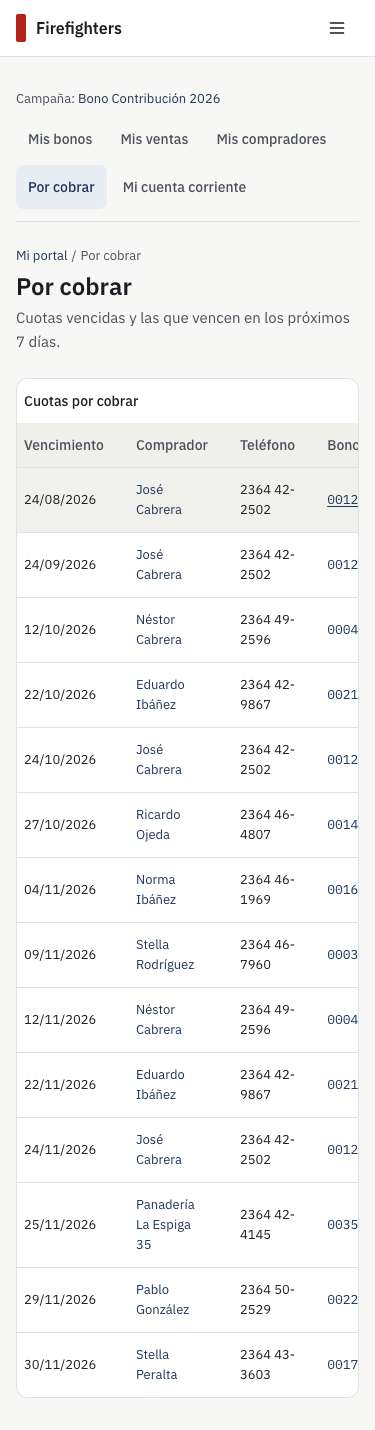 Firefighters
Campaña: Bono Contribución 2026
Mis bonos Mis ventas Mis compradores
Por cobrar Mi cuenta corriente
Mi portal / Por cobrar
Por cobrar
Cuotas vencidas y las que vencen en los próximos
7 días.
Cuotas por cobrar
Vencimiento Comprador Teléfono Bono
24/08/2026 José Cabrera 2364 42-2502 0012
24/09/2026 José Cabrera 2364 42-2502 0012
12/10/2026 Néstor Cabrera 2364 49-2596 0004
22/10/2026 Eduardo Ibáñez 2364 42-9867 0021
24/10/2026 José Cabrera 2364 42-2502 0012
27/10/2026 Ricardo Ojeda 2364 46-4807 0014
04/11/2026 Norma Ibáñez 2364 46-1969 0016
09/11/2026 Stella Rodríguez 2364 46-7960 0003
12/11/2026 Néstor Cabrera 2364 49-2596 0004
22/11/2026 Eduardo Ibáñez 2364 42-9867 0021
24/11/2026 José Cabrera 2364 42-2502 0012
25/11/2026 Panadería La Espiga 35 2364 42-4145 0035
29/11/2026 Pablo González 2364 50-2529 0022
30/11/2026 Stella Peralta 2364 43-3603 0017